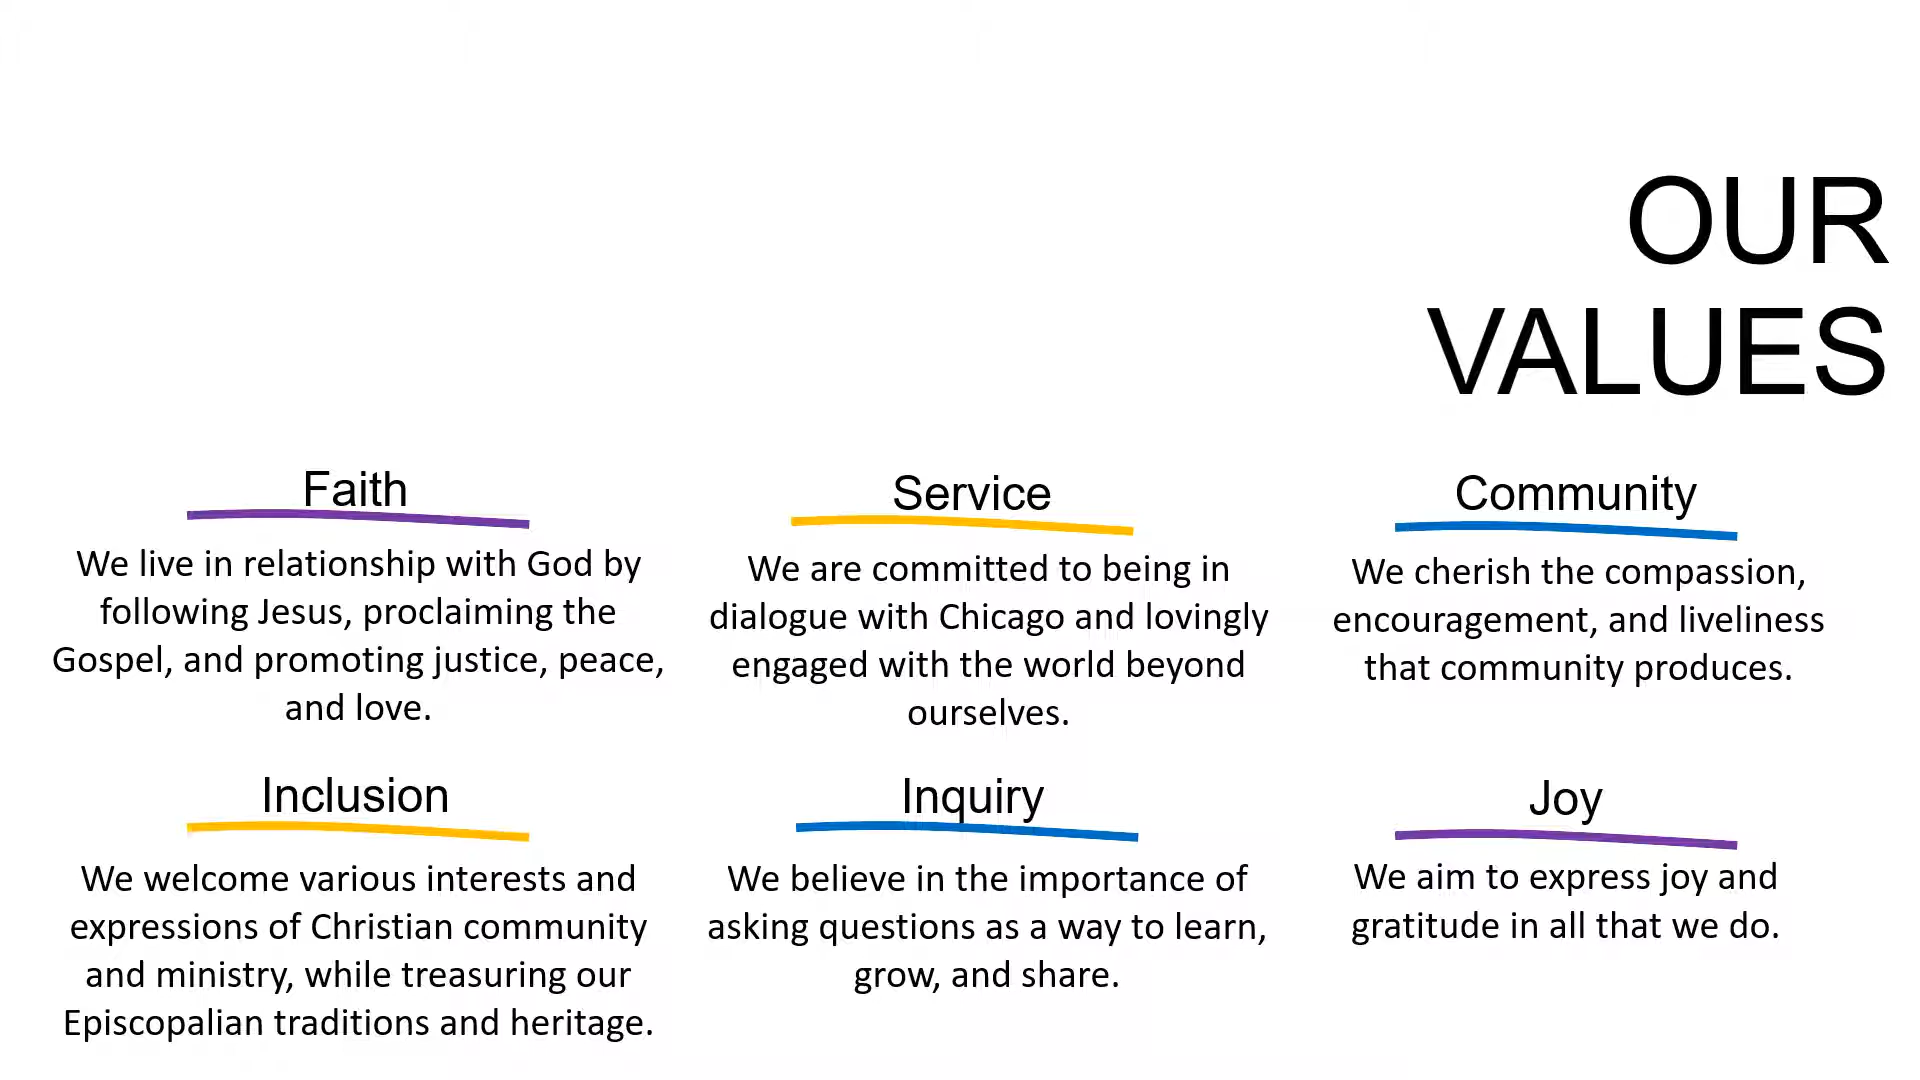 OUR
VALUES
Faith
We live in relationship with God by
following Jesus, proclaiming the
Gospel, and promoting justice, peace,
and love.
Service
We are committed to being in
dialogue with Chicago and lovingly
engaged with the world beyond
ourselves.
Community
We cherish the compassion,
encouragement, and liveliness
that community produces.
Inclusion
We welcome various interests and
expressions of Christian community
and ministry, while treasuring our
Episcopalian traditions and heritage.
Inquiry
We believe in the importance of
asking questions as a way to learn,
grow, and share.
Joy
We aim to express joy and
gratitude in all that we do.